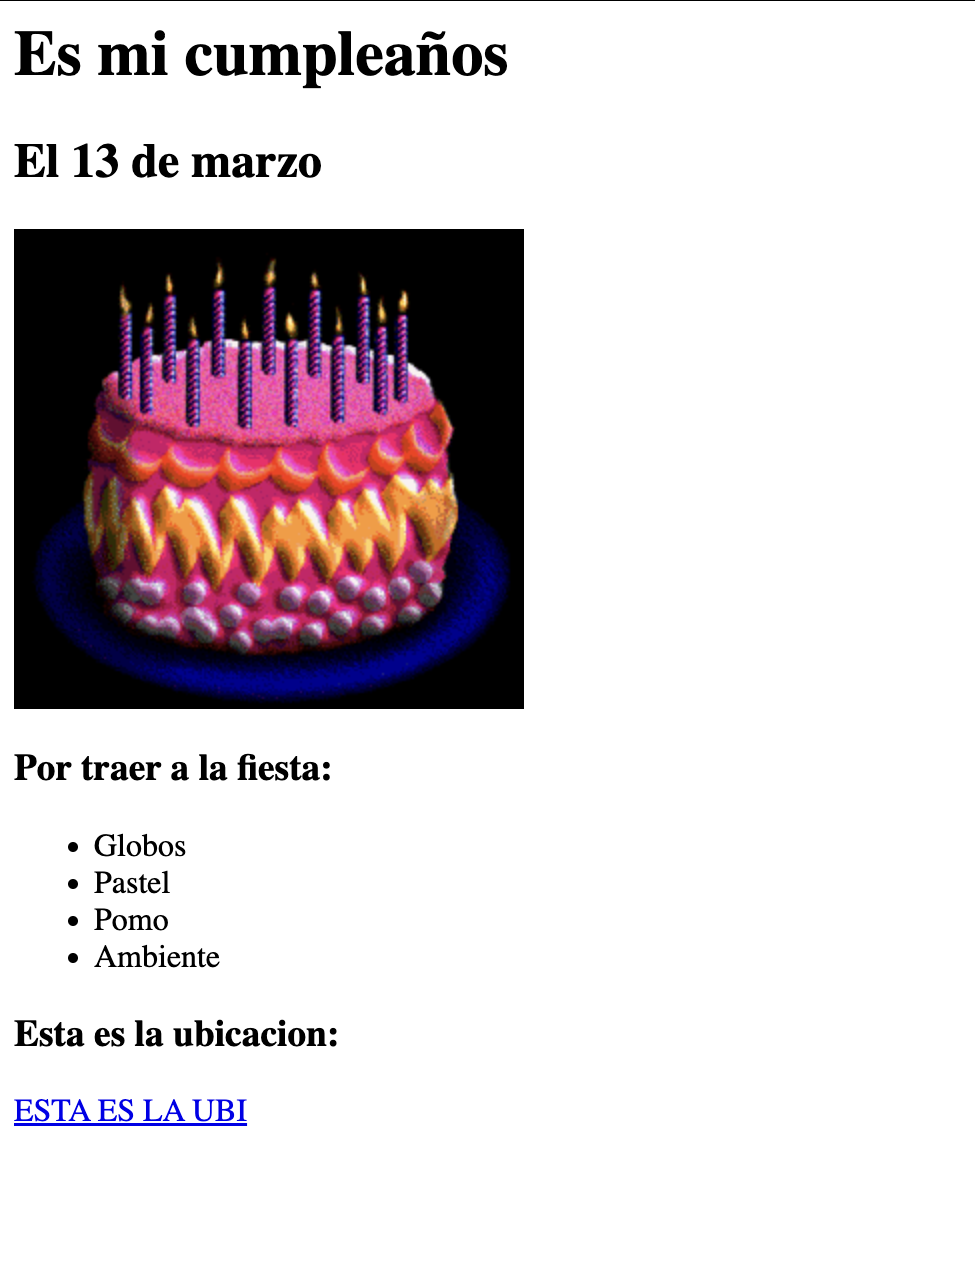 Es mi cumpleaños
El 13 de marzo
Por traer a la fiesta:
Globos
Pastel
Pomo
Ambiente
Esta es la ubicacion:
ESTA ES LA UBI